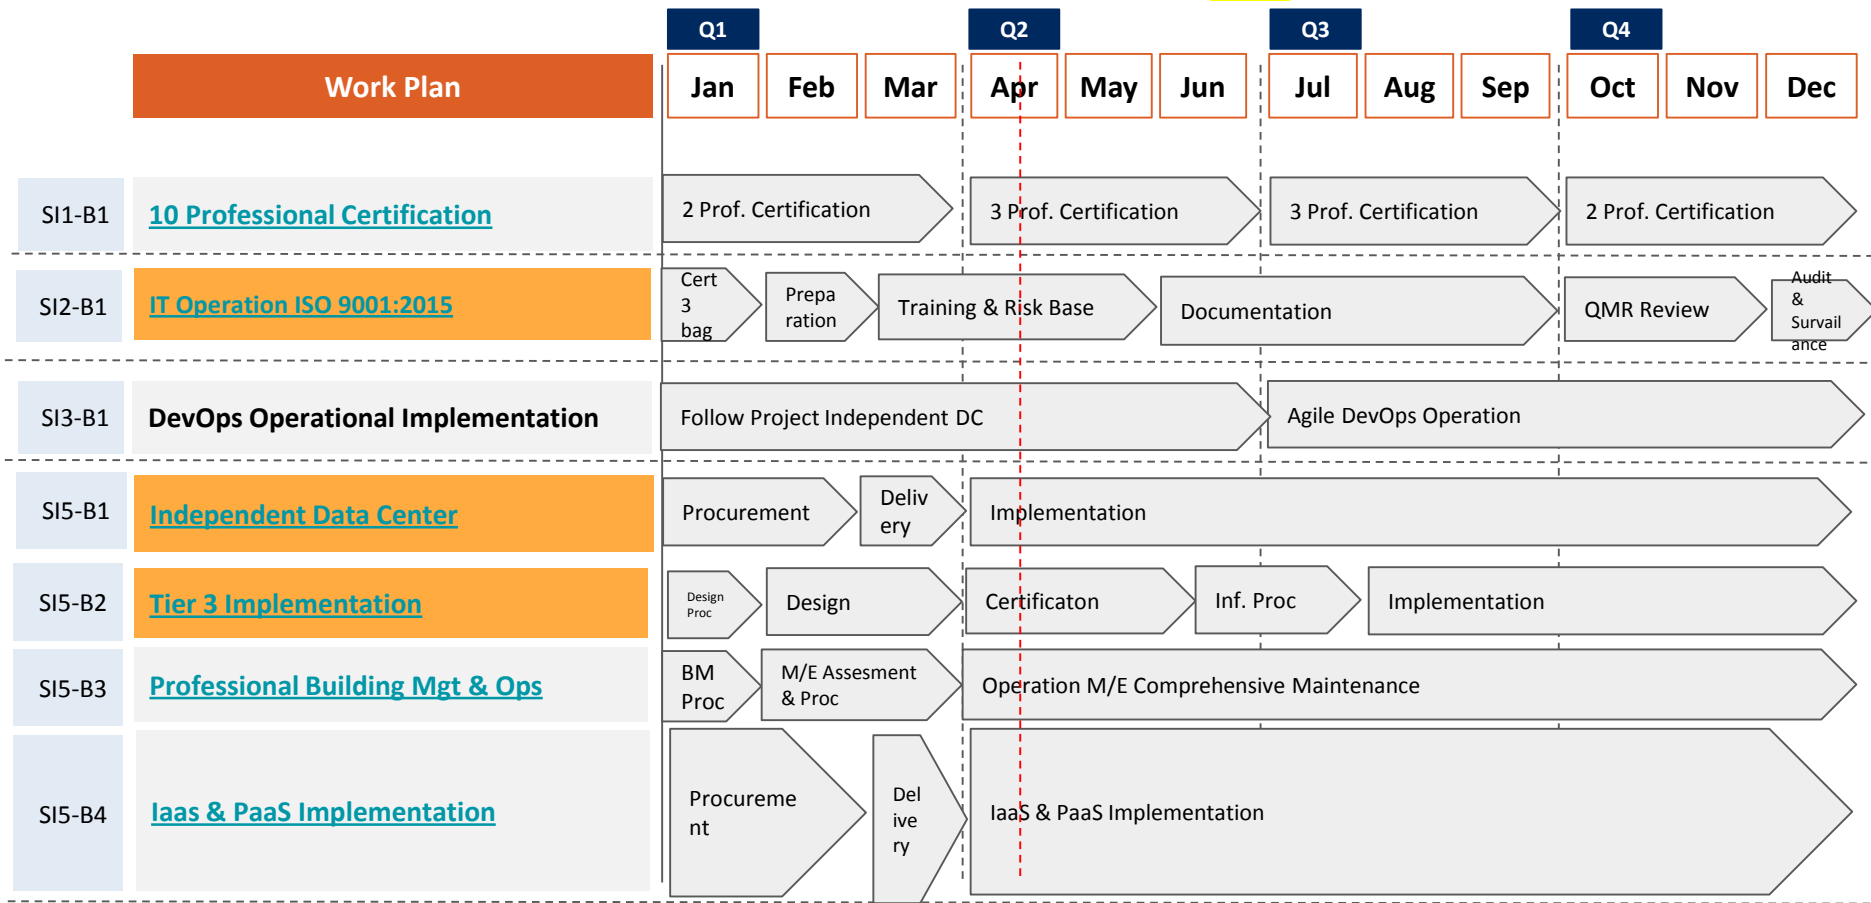 Q1 Q2 Q3 Q4
Work Plan Jan Feb Mar Apr May Jun Jul Aug Sep Oct Nov Dec
SI1-B1
10 Professional Certification
2 Prof. Certification
3 Prof. Certification
3 Prof. Certification
2 Prof. Certification
SI2-B1
IT Operation ISO 9001:2015
Cert
3
bag
Prepa
ration
Training & Risk Base
Documentation
QMR Review
Audit
&
Survail
ance
SI3-B1
DevOps Operational Implementation
Follow Project Independent DC
Agile DevOps Operation
SI5-B1
Independent Data Center
Procurement
Deliv
ery
Implementation
SI5-B2
Tier 3 Implementation
Design
Proc
Design
Certificaton
Inf. Proc
Implementation
SI5-B3
Professional Building Mgt & Ops
BM
Proc
M/E Assesment
& Proc
Operation M/E Comprehensive Maintenance
SI5-B4
Iaas & PaaS Implementation
Procureme
nt
Del
ive
ry
IaaS & PaaS Implementation